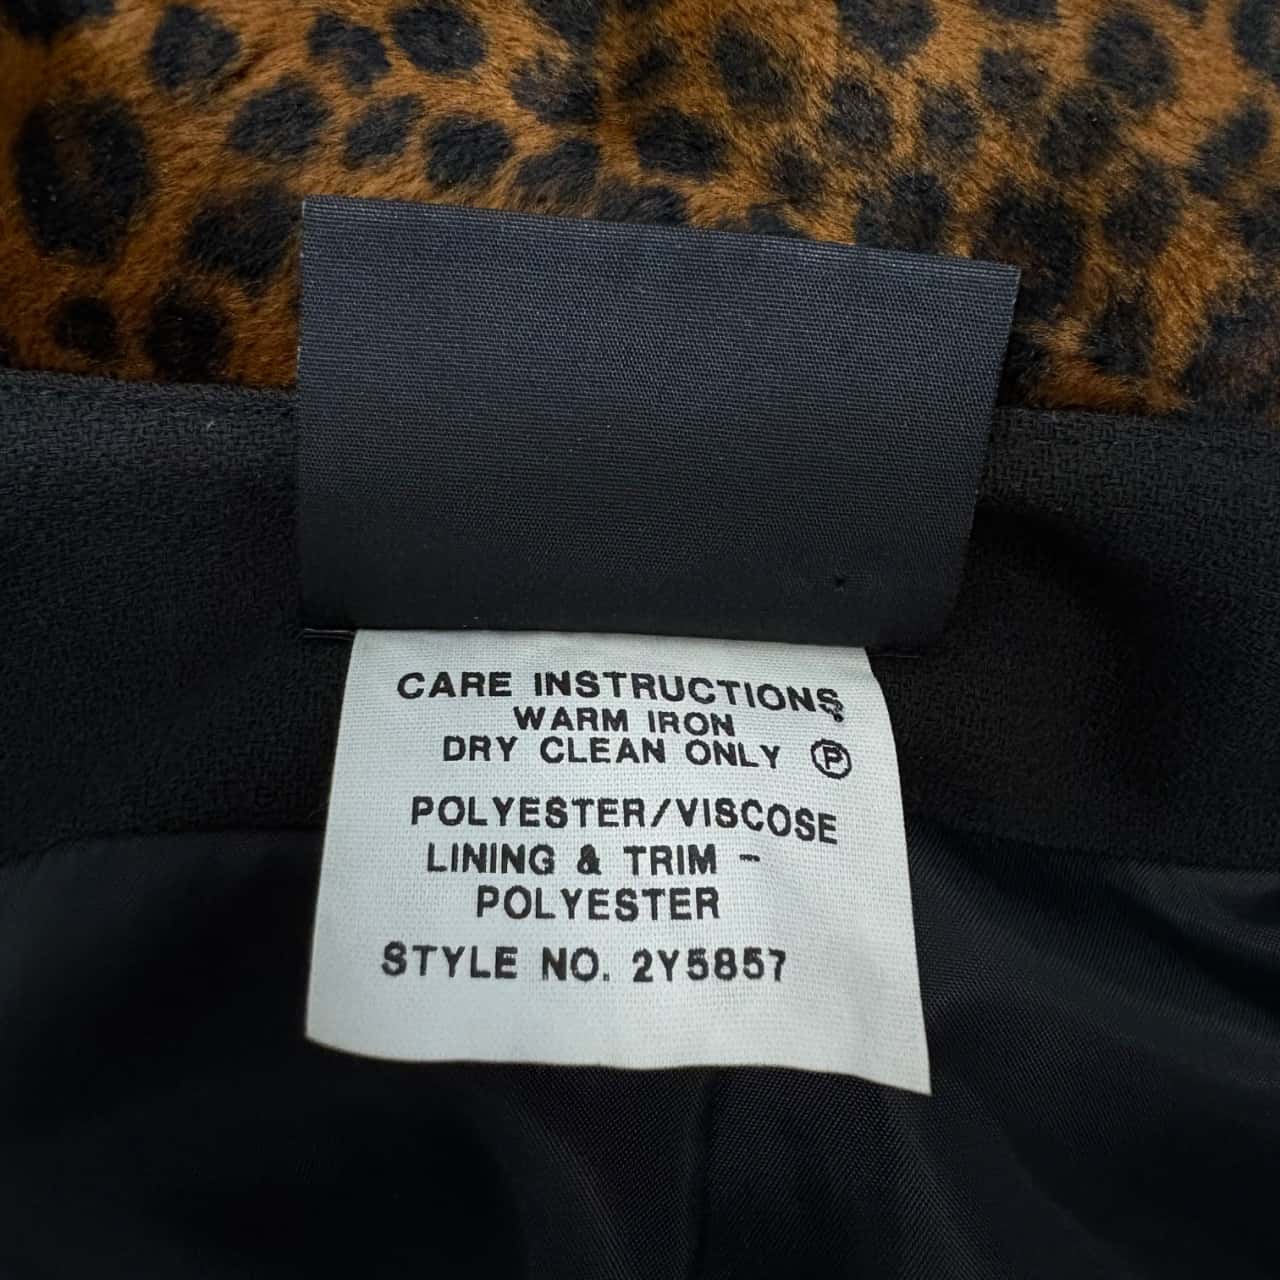 CARE INSTRUCTIONS
WARM IRON
DRY CLEAN ONLY Ⓟ
POLYESTER/VISCOSE
LINING & TRIM -
POLYESTER
STYLE NO. 2Y5857